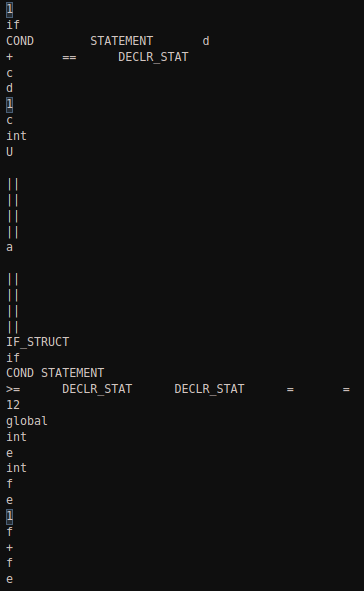 1
if
COND        STATEMENT       d
+       ==      DECLR_STAT
c
d
1
c
int
U
||
||
||
||
a
||
||
||
||
IF_STRUCT
if
COND STATEMENT
>=      DECLR_STAT      DECLR_STAT      =       =
12
global
int
e
int
f
e
1
f
+
f
e